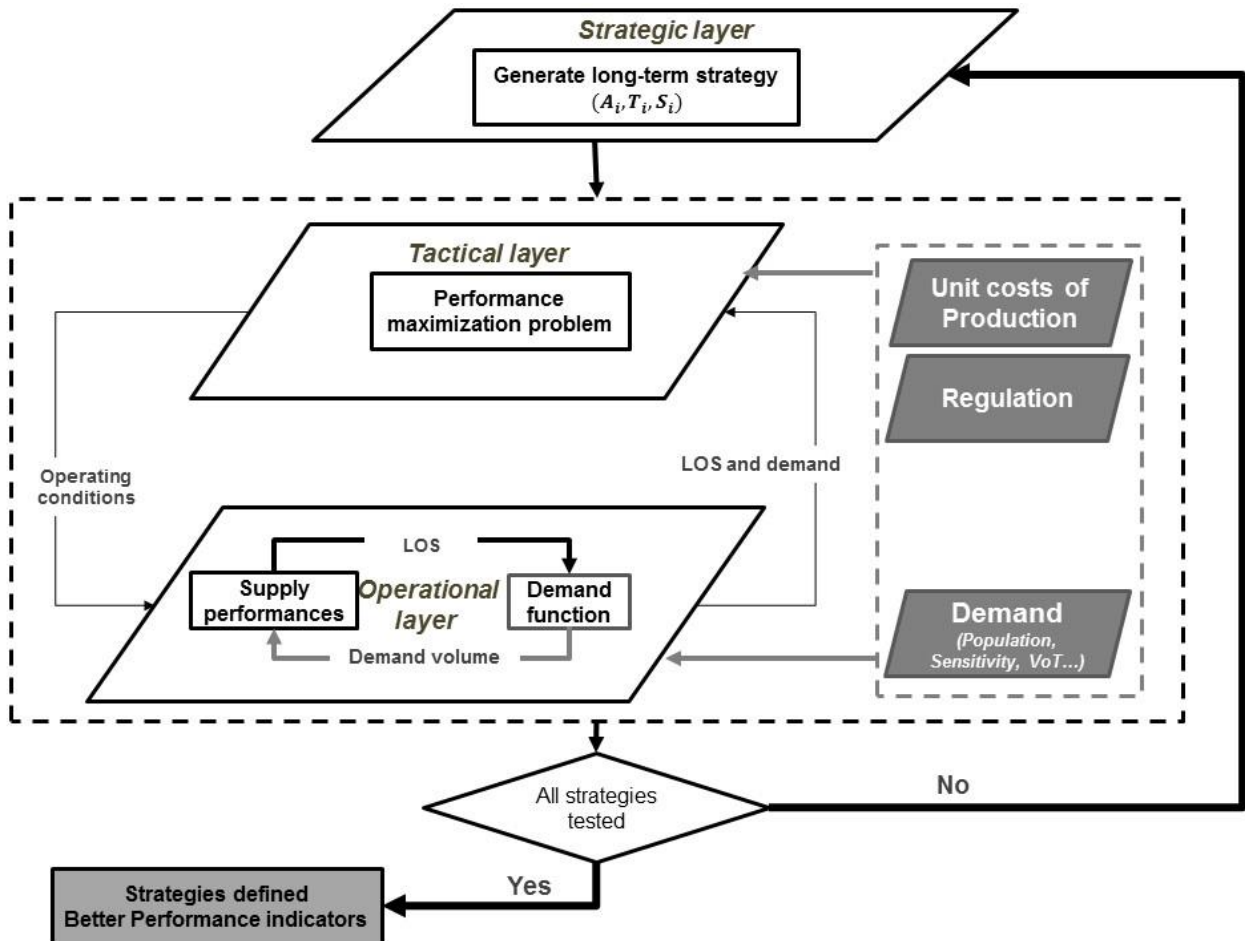 Strategic layer
Generate long-term strategy
(A_i, T_i, S_i)
Tactical layer
Performance
maximization problem
Unit costs of
Production
Regulation
Operating
conditions
LOS and demand
LOS
Supply
performances
Operational
layer
Demand
function
Demand volume
Demand
(Population,
Sensitivity, VoT...)
All strategies
tested
No
Yes
Strategies defined
Better Performance indicators